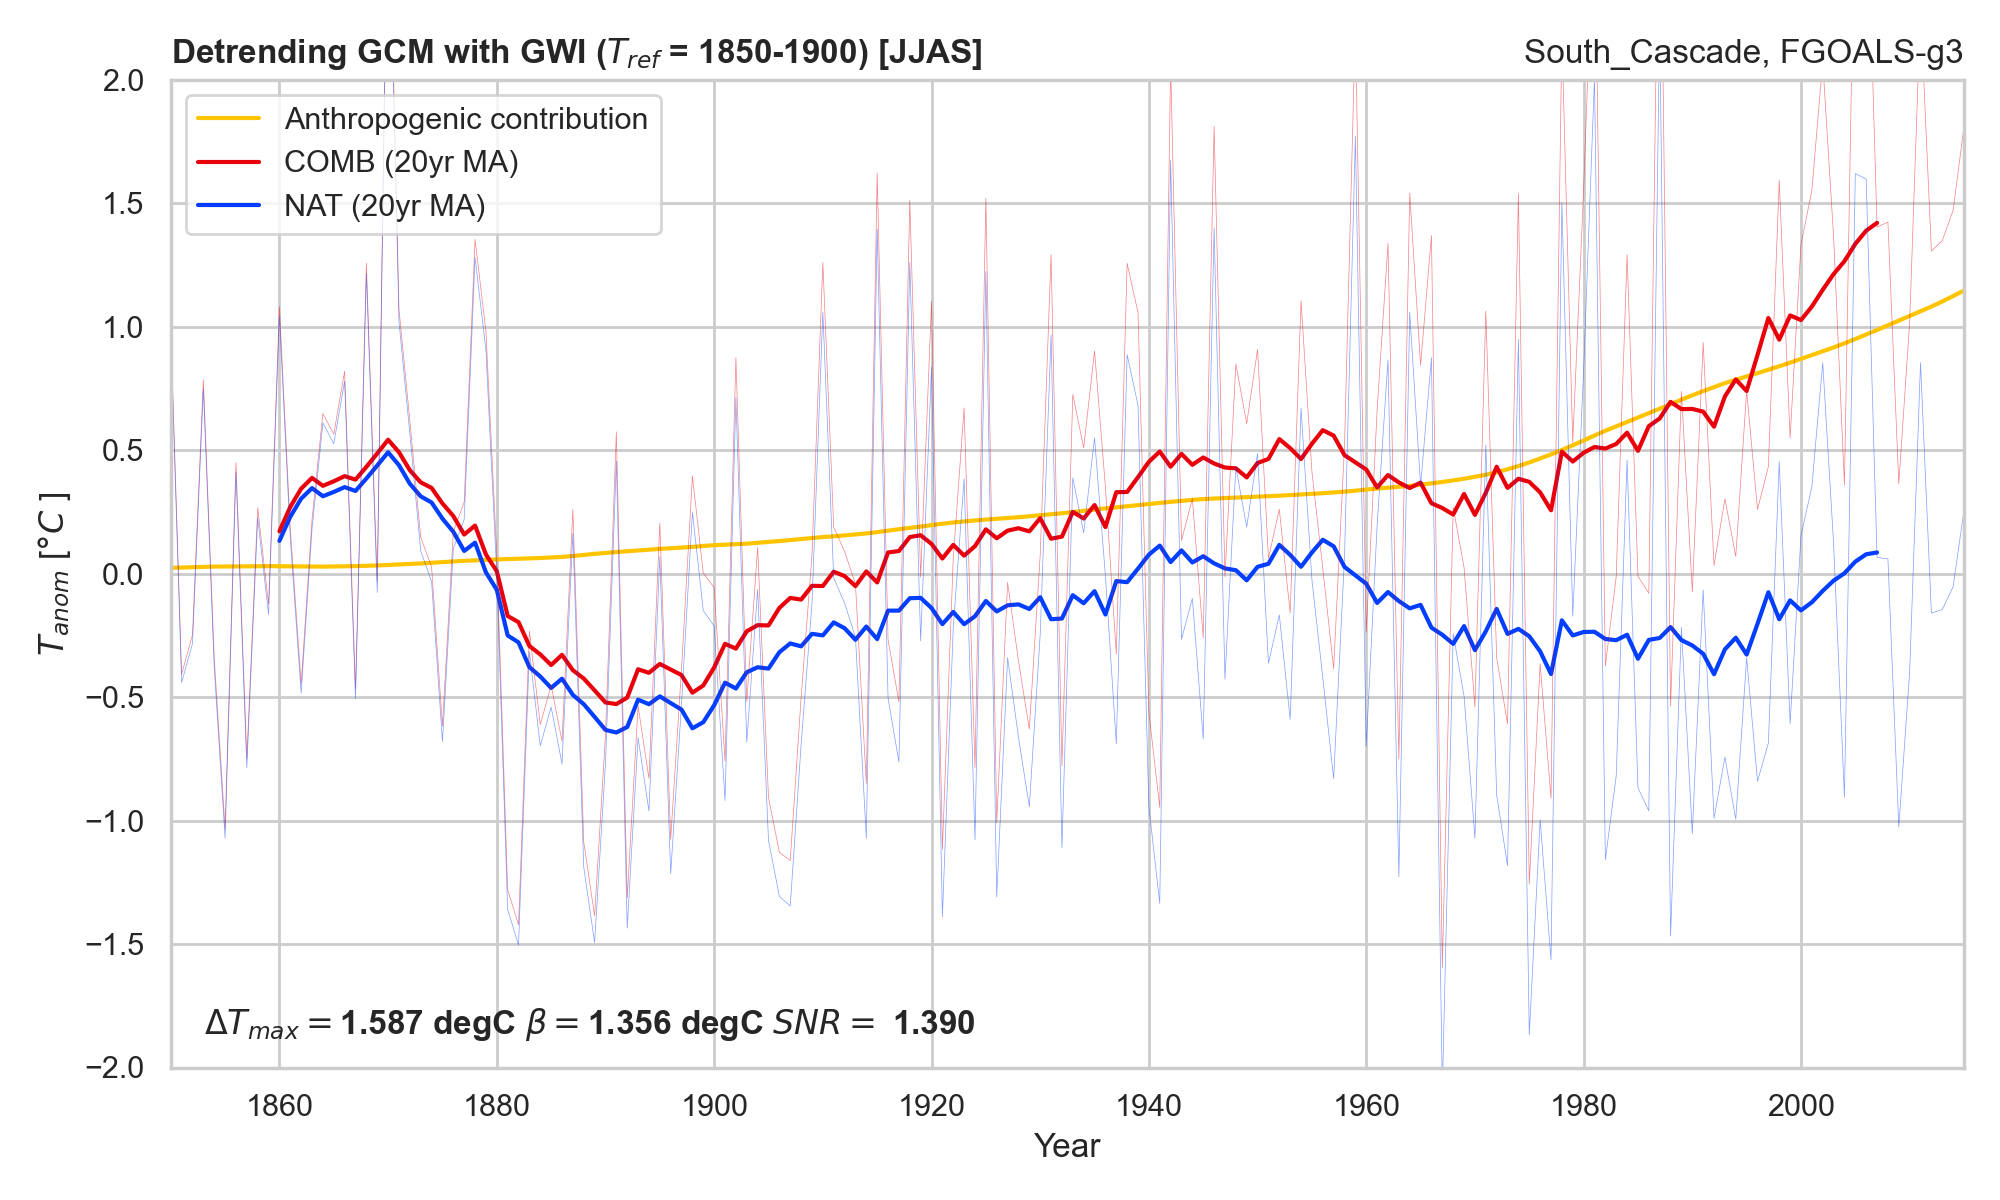 Detrending GCM with GWI (T_ref = 1850-1900) [JJAS]
South_Cascade, FGOALS-g3
2.0
1.5
1.0
0.5
0.0
−0.5
−1.0
−1.5
−2.0
T_anom [°C]
Anthropogenic contribution
COMB (20yr MA)
NAT (20yr MA)
ΔT_max = 1.587 degC β = 1.356 degC SNR = 1.390
1860 1880 1900 1920 1940 1960 1980 2000
Year